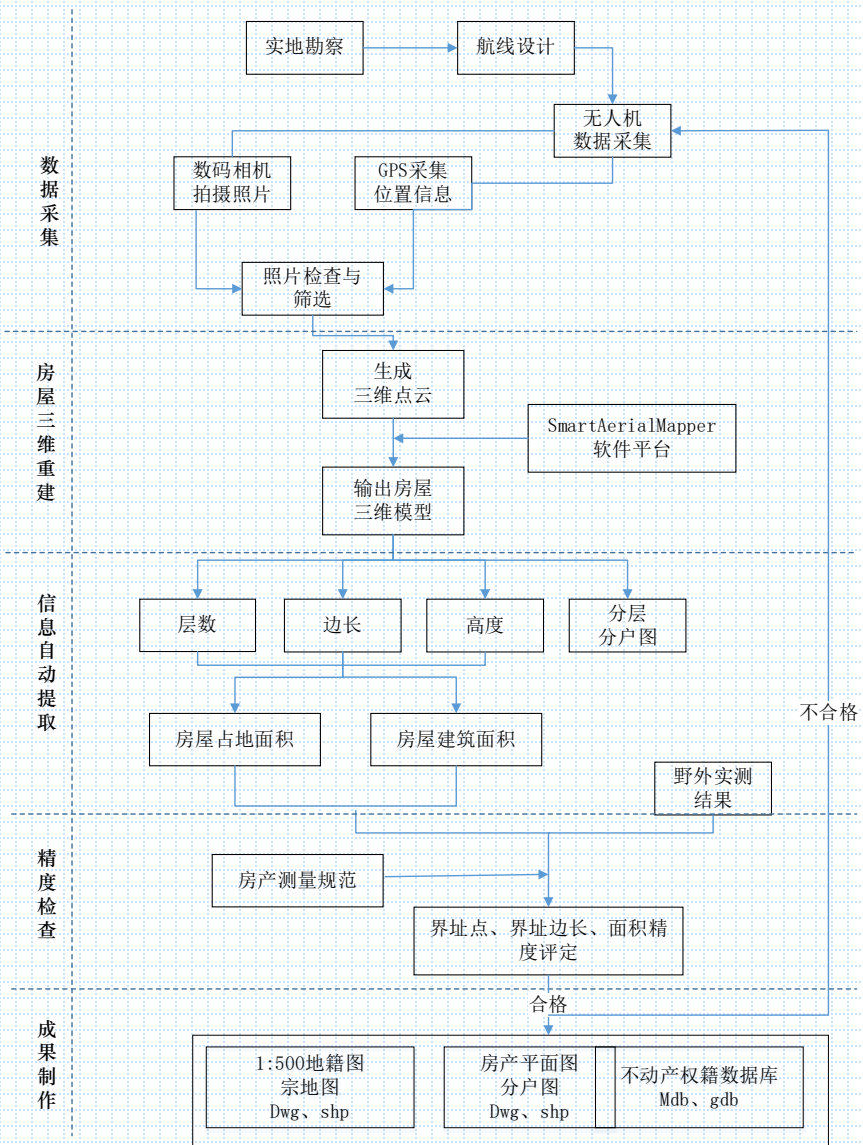 数据采集
实地勘察
航线设计
无人机
数据采集
数码相机
拍摄照片
GPS采集
位置信息
照片检查与
筛选
房屋三维重建
生成
三维点云
SmartAerialMapper
软件平台
输出房屋
三维模型
信息自动提取
层数
边长
高度
分层
分户图
房屋占地面积
房屋建筑面积
不合格
野外实测
结果
精度检查
房产测量规范
界址点、界址边长、面积精
度评定
合格
成果制作
1:500地籍图
宗地图
Dwg、shp
房产平面图
分户图
Dwg、shp
不动产权籍数据库
Mdb、gdb